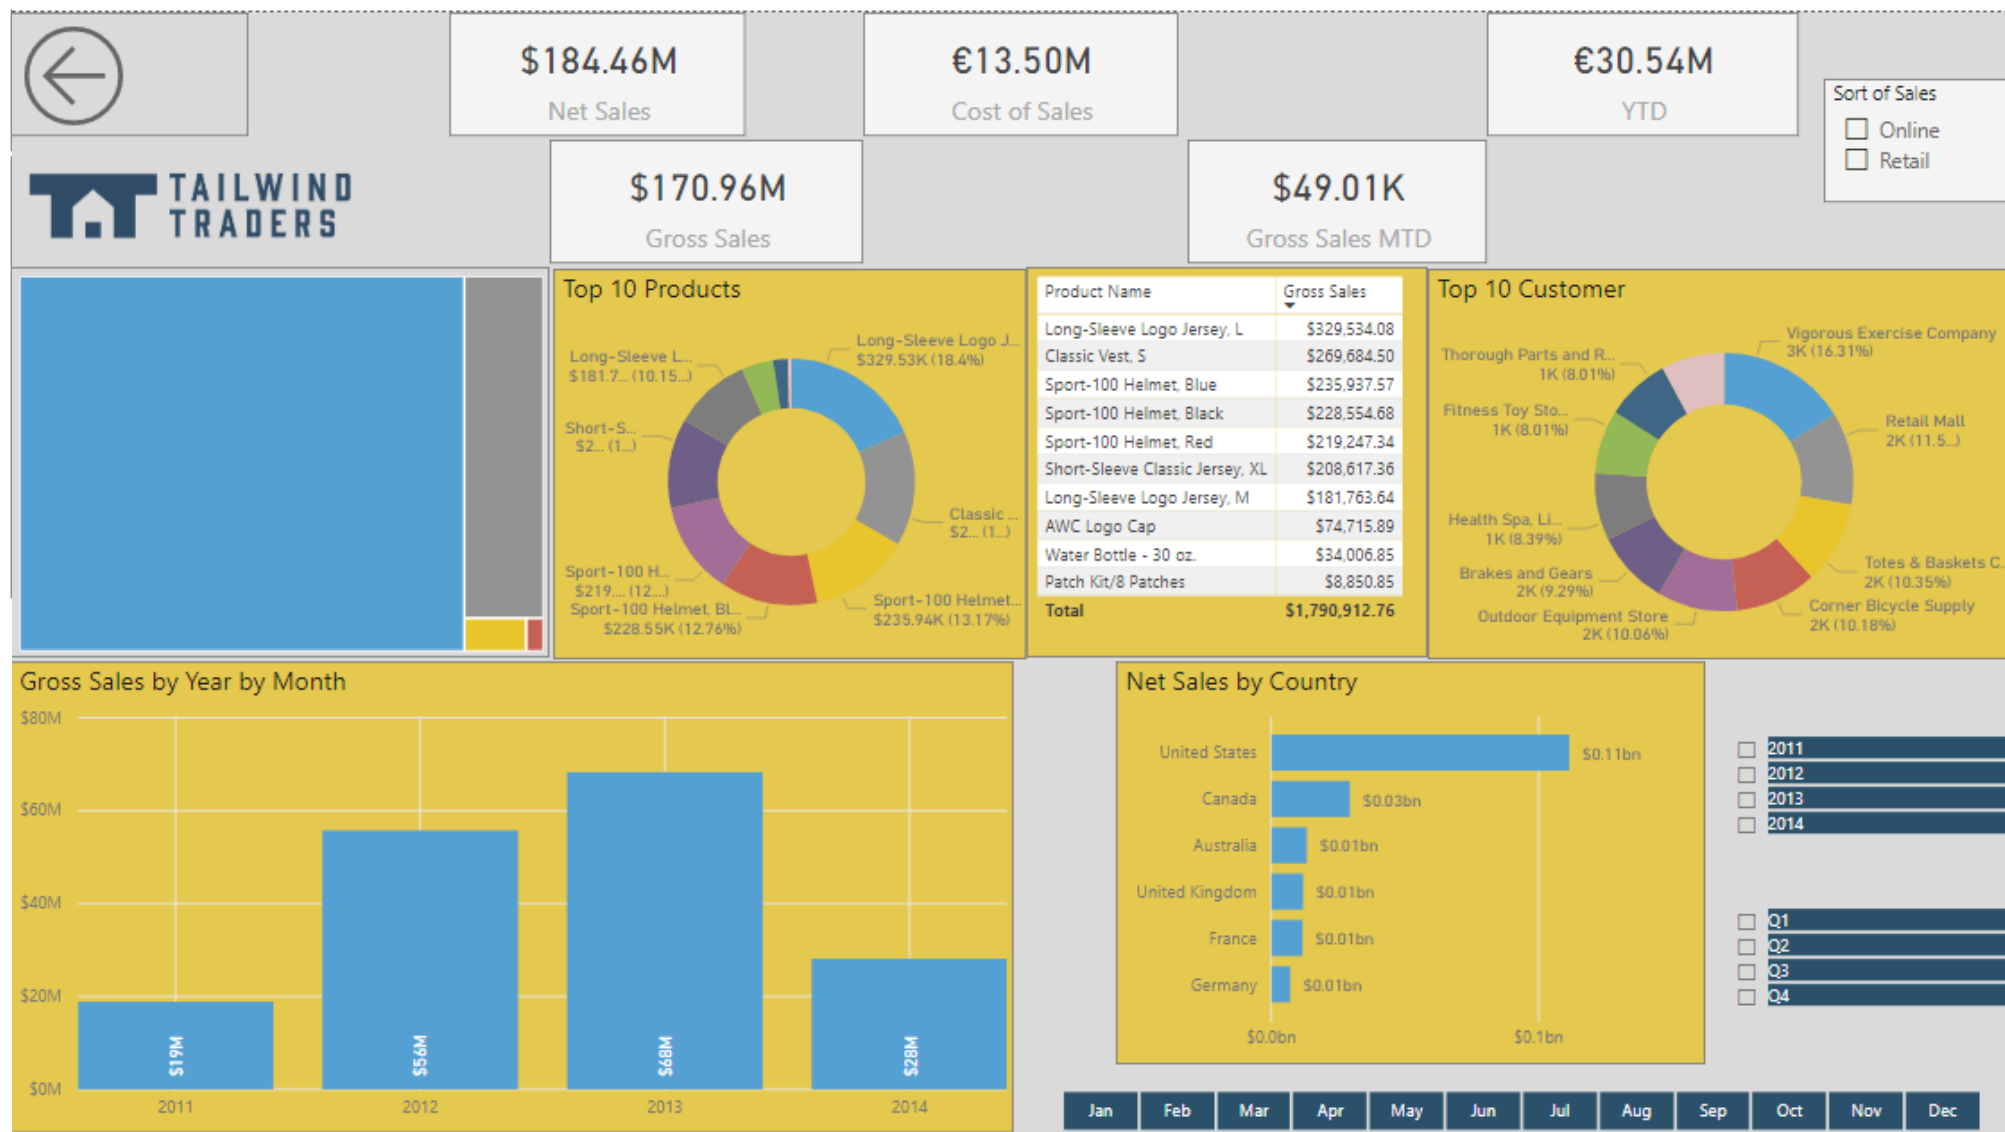 $184.46M
Net Sales
€13.50M
Cost of Sales
€30.54M
YTD
Sort of Sales
Online
Retail
TAILWIND
TRADERS
$170.96M
Gross Sales
$49.01K
Gross Sales MTD
Top 10 Products
Long-Sleeve Logo J...
$329.53K (18.4%)
Long-Sleeve L...
$181.7... (10.15...)
Short-S...
$2... (1...)
Classic ...
$2... (1...)
Sport-100 H...
$219.... (12...)
Sport-100 Helmet, Bl...
$228.55K (12.76%)
Sport-100 Helmet...
$235.94K (13.17%)
Product Name Gross Sales
Long-Sleeve Logo Jersey, L $329,534.08
Classic Vest, S $269,684.50
Sport-100 Helmet, Blue $235,937.57
Sport-100 Helmet, Black $228,554.68
Sport-100 Helmet, Red $219,247.34
Short-Sleeve Classic Jersey, XL $208,617.36
Long-Sleeve Logo Jersey, M $181,763.64
AWC Logo Cap $74,715.89
Water Bottle - 30 oz. $34,006.85
Patch Kit/8 Patches $8,850.85
Total $1,790,912.76
Top 10 Customer
Vigorous Exercise Company
3K (16.31%)
Thorough Parts and R...
1K (8.01%)
Fitness Toy Sto...
1K (8.01%)
Retail Mall
2K (11.5...)
Health Spa, Li...
1K (8.39%)
Brakes and Gears
2K (9.29%)
Outdoor Equipment Store
2K (10.06%)
Totes & Baskets C...
2K (10.35%)
Corner Bicycle Supply
2K (10.18%)
Gross Sales by Year by Month
$80M
$60M
$40M
$20M
$0M
$19M
$56M
$68M
$28M
2011
2012
2013
2014
Net Sales by Country
United States $0.11bn
Canada $0.03bn
Australia $0.01bn
United Kingdom $0.01bn
France $0.01bn
Germany $0.01bn
$0.0bn $0.1bn
2011
2012
2013
2014
Q1
Q2
Q3
Q4
Jan Feb Mar Apr May Jun Jul Aug Sep Oct Nov Dec